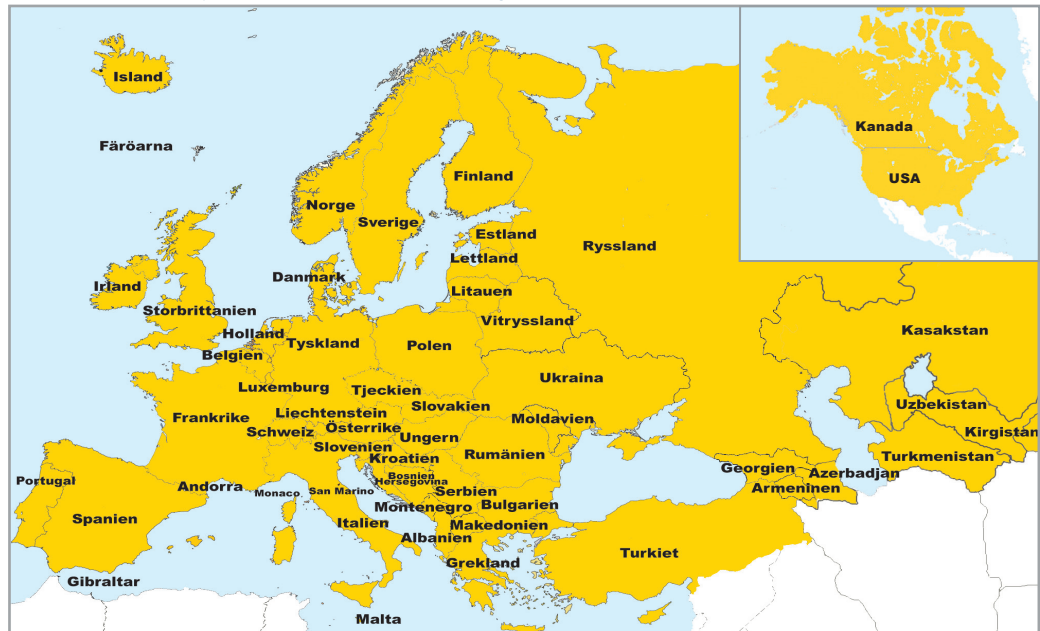 Island
Kanada
Färöarna
USA
Finland
Norge
Sverige
Estland
Ryssland
Lettland
Danmark
Irland
Litauen
Storbrittanien
Vitryssland
Kasakstan
Holland
Tyskland
Polen
Belgien
Ukraina
Luxemburg
Tjeckien
Slovakien
Uzbekistan
Liechtenstein
Frankrike
Moldavien
Österrike
Schweiz
Kirgistan
Ungern
Slovenien
Rumänien
Turkmenistan
Kroatien
Georgien
Bosnien
Hersegovina
Azerbadjan
Portugal
Andorra
Monaco
San Marino
Serbien
Armeninen
Montenegro
Bulgarien
Spanien
Italien
Makedonien
Albanien
Turkiet
Grekland
Gibraltar
Malta